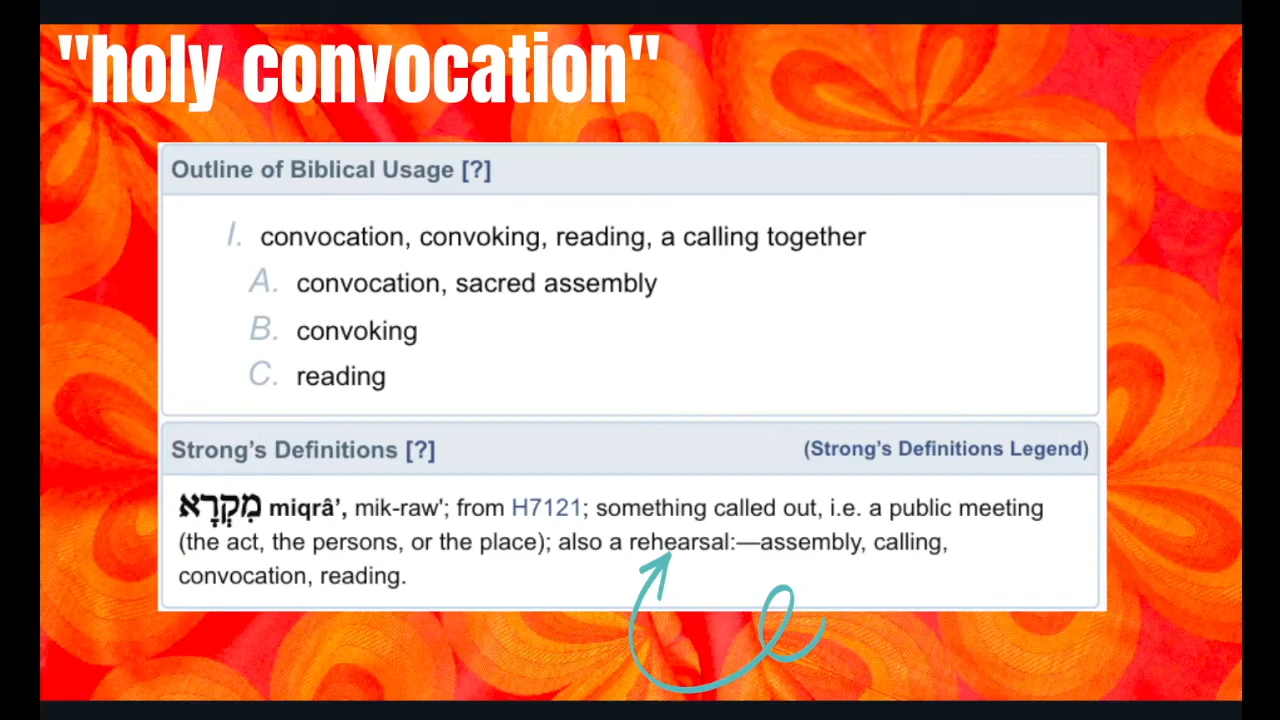 "holy convocation"
Outline of Biblical Usage [?]
I. convocation, convoking, reading, a calling together
A. convocation, sacred assembly
B. convoking
C. reading
Strong's Definitions [?] (Strong's Definitions Legend)
מִקְרָא miqrâʼ, mik-raw'; from H7121; something called out, i.e. a public meeting
(the act, the persons, or the place); also a rehearsal:—assembly, calling,
convocation, reading.